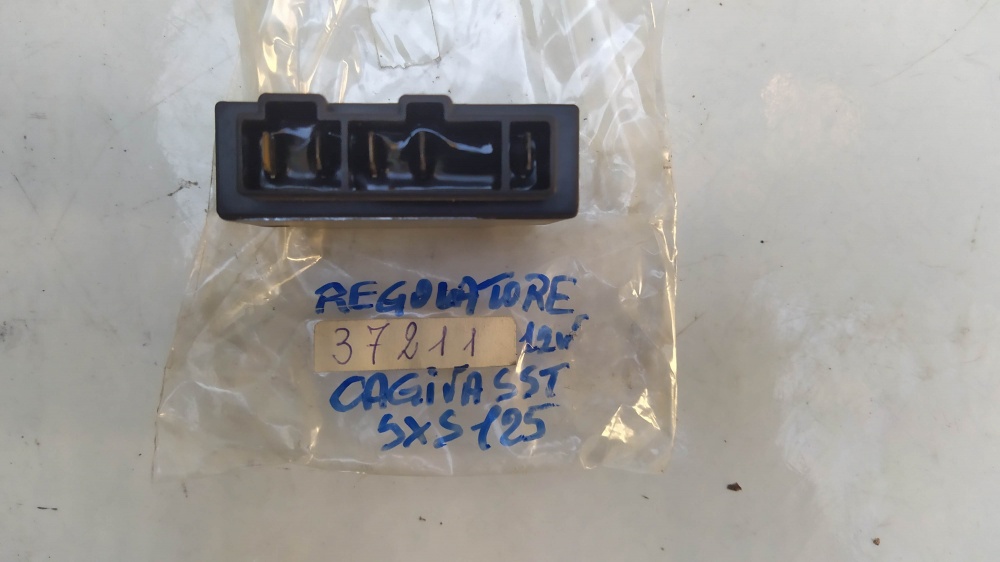 REGOLATORE
37211 12V
CAGIVA SST
SXS 125